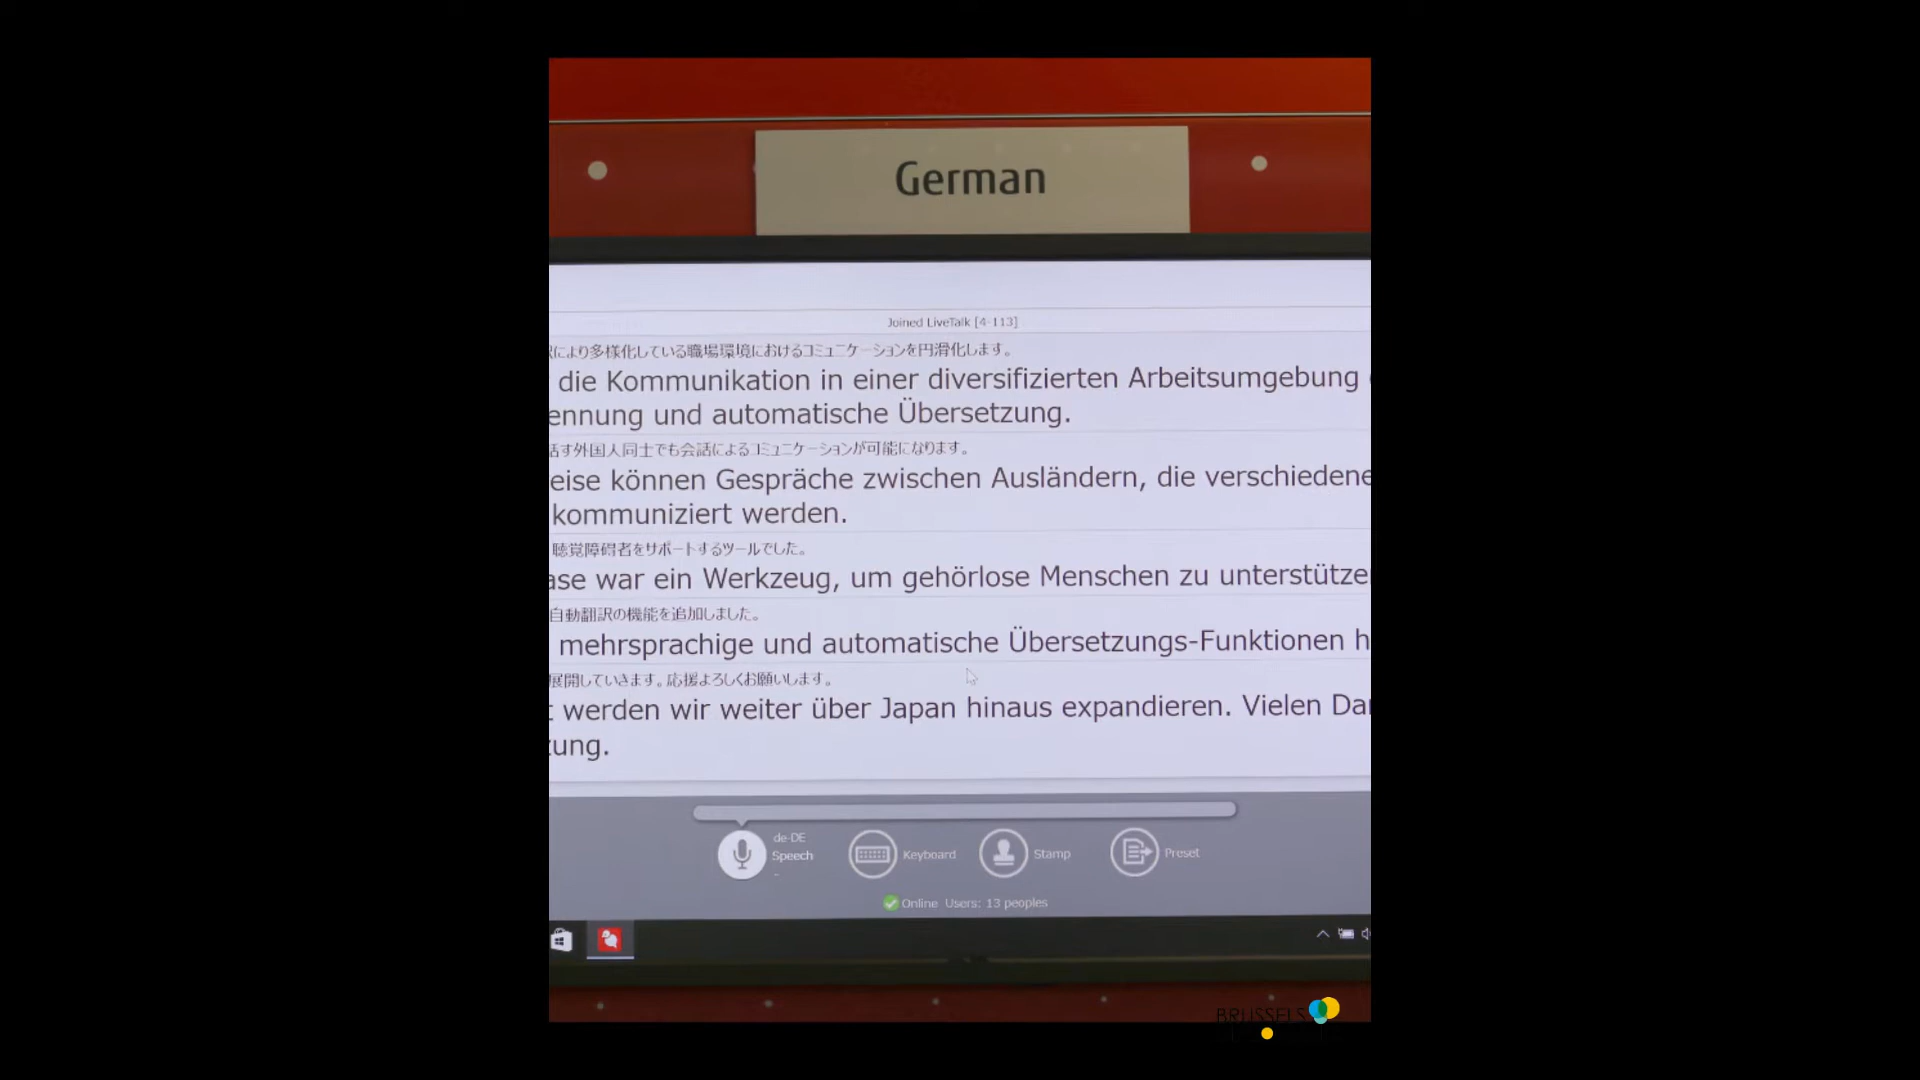 German
Joined LiveTalk [4-113]
により多様化している職場環境におけるコミュニケーションを円滑化します。
die Kommunikation in einer diversifizierten Arbeitsumgebung
ennung und automatische Übersetzung.
話す外国人同士でも会話によるコミュニケーションが可能になります。
eise können Gespräche zwischen Ausländern, die verschiedene
kommuniziert werden.
聴覚障碍者をサポートするツールでした。
ase war ein Werkzeug, um gehörlose Menschen zu unterstütze
自動翻訳の機能を追加しました。
mehrsprachige und automatische Übersetzungs-Funktionen h
展開していきます。応援よろしくお願いします。
t werden wir weiter über Japan hinaus expandieren. Vielen Dan
zung.
de-DE
Speech
Keyboard
Stamp
Preset
Online Users: 13 peoples
BRUSSELS